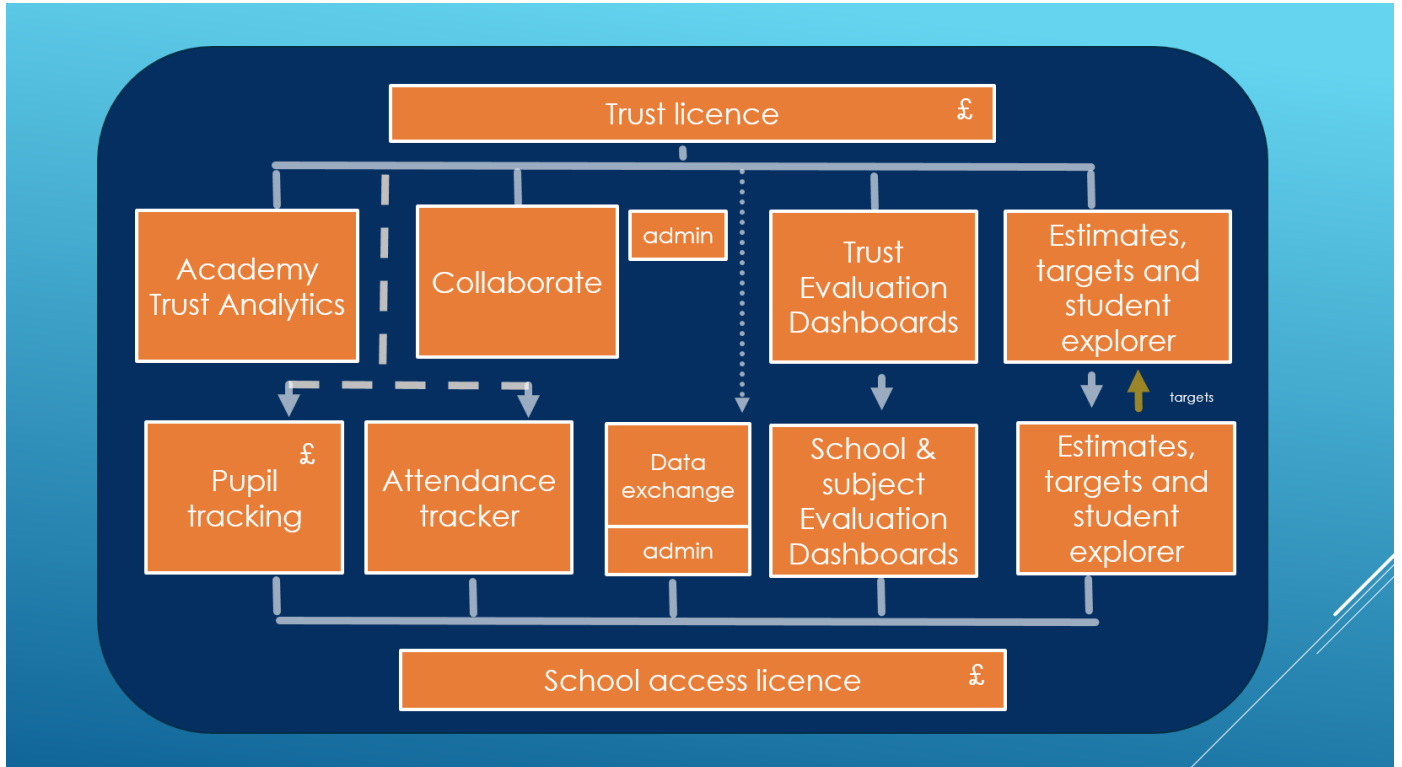 Trust licence £
Academy
Trust Analytics
Collaborate
admin
Trust
Evaluation
Dashboards
Estimates,
targets and
student
explorer
targets
£
Pupil
tracking
Attendance
tracker
Data
exchange
admin
School &
subject
Evaluation
Dashboards
Estimates,
targets and
student
explorer
School access licence £